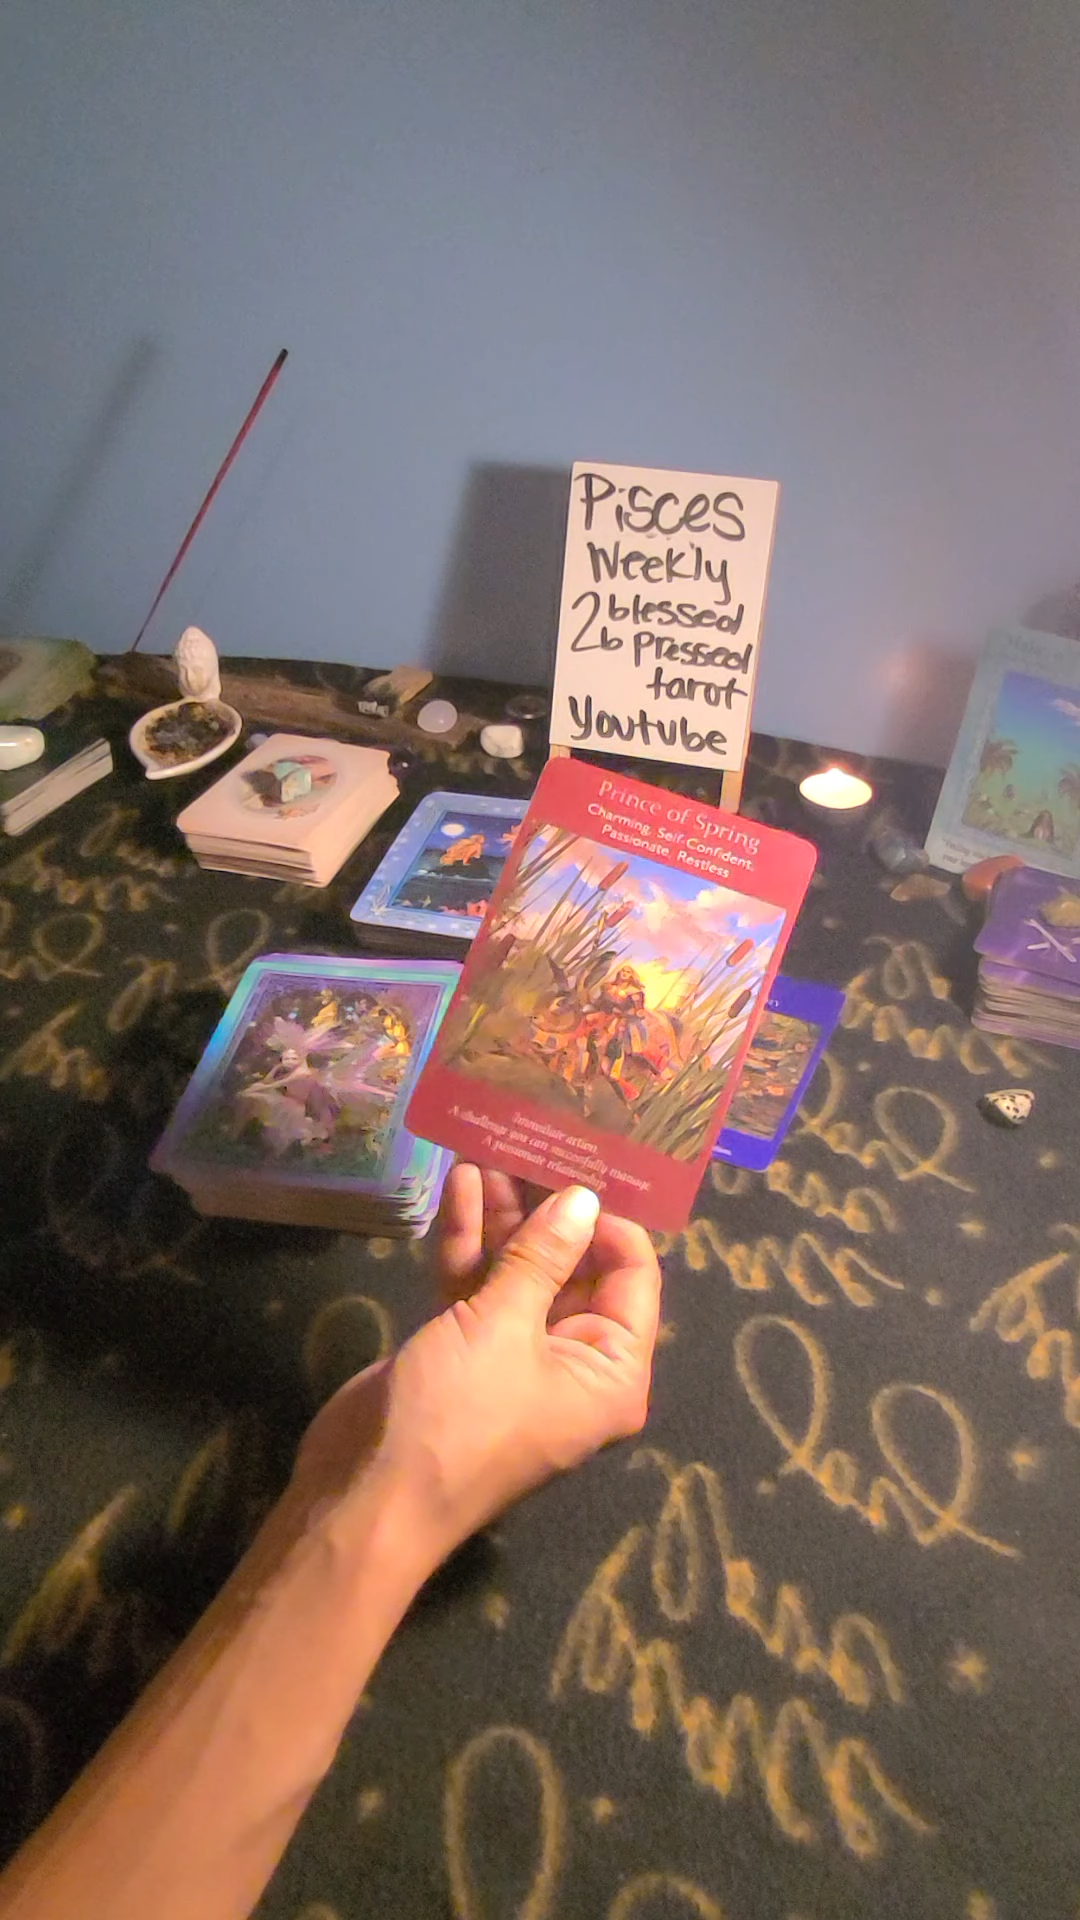 Pisces
Weekly
2 blessed
2b pressed
tarot
Youtube
Prince of Spring
Charming, Self-Confident,
Passionate, Restless
Immediate action.
A challenge you can successfully manage.
A passionate relationship.